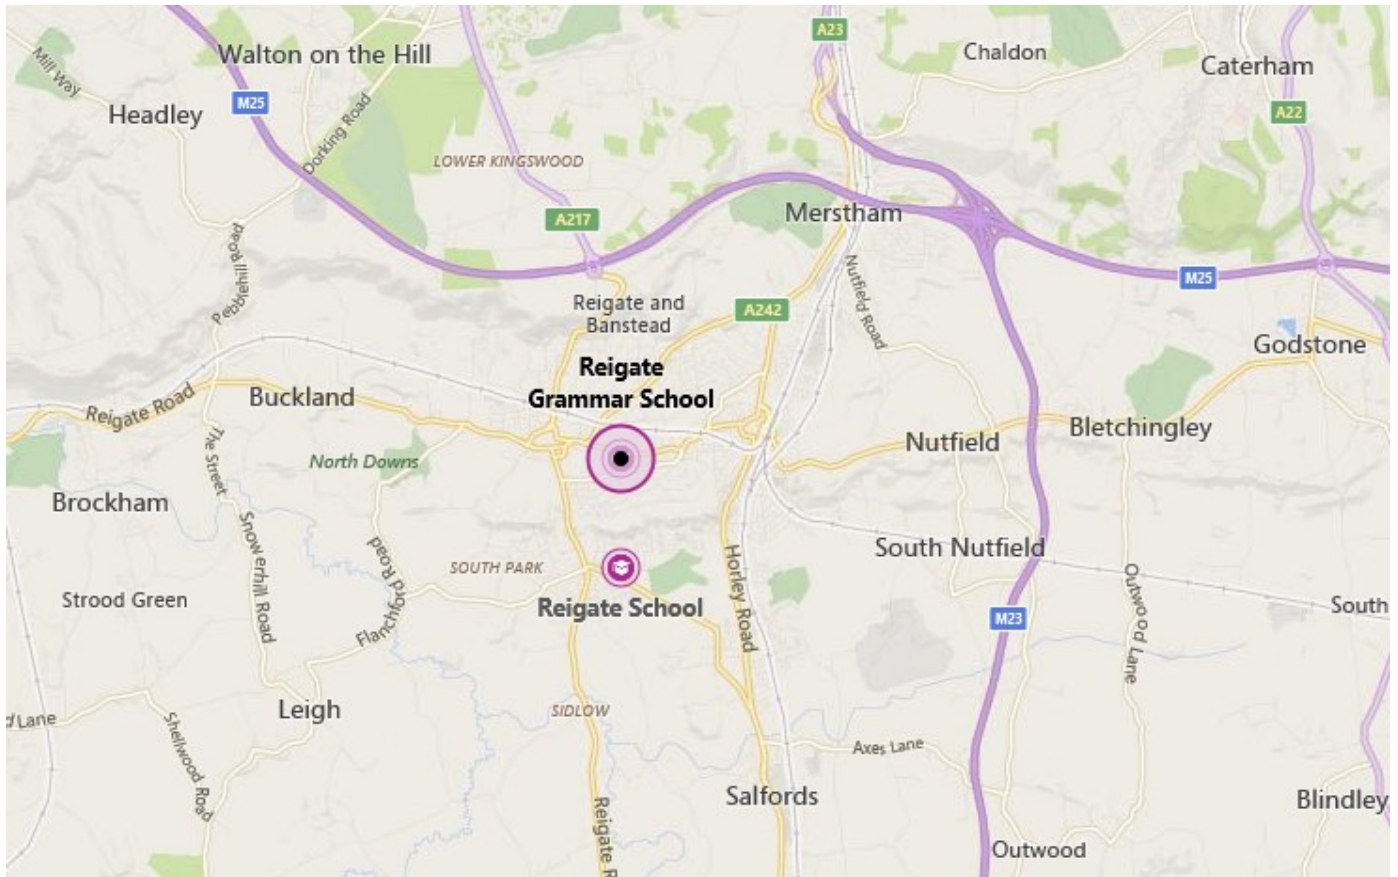 A23
Walton on the Hill
Chaldon
Caterham
Mill Way
M25
Headley
A22
Dorking Road
LOWER KINGSWOOD
A217
Merstham
Pebblehill Road
Nutfield Road
M25
Reigate and
Banstead
A242
Godstone
Reigate
Grammar School
Reigate Road
Buckland
Bletchingley
The Street
North Downs
Nutfield
Brockham
Snowerhill Road
Flanchford Road
SOUTH PARK
South Nutfield
Horley Road
Outwood Lane
Strood Green
Reigate School
M23
South
Leigh
SIDLOW
d Lane
Shellwood Road
Axes Lane
Salfords
Blindley
Reigate R
Outwood